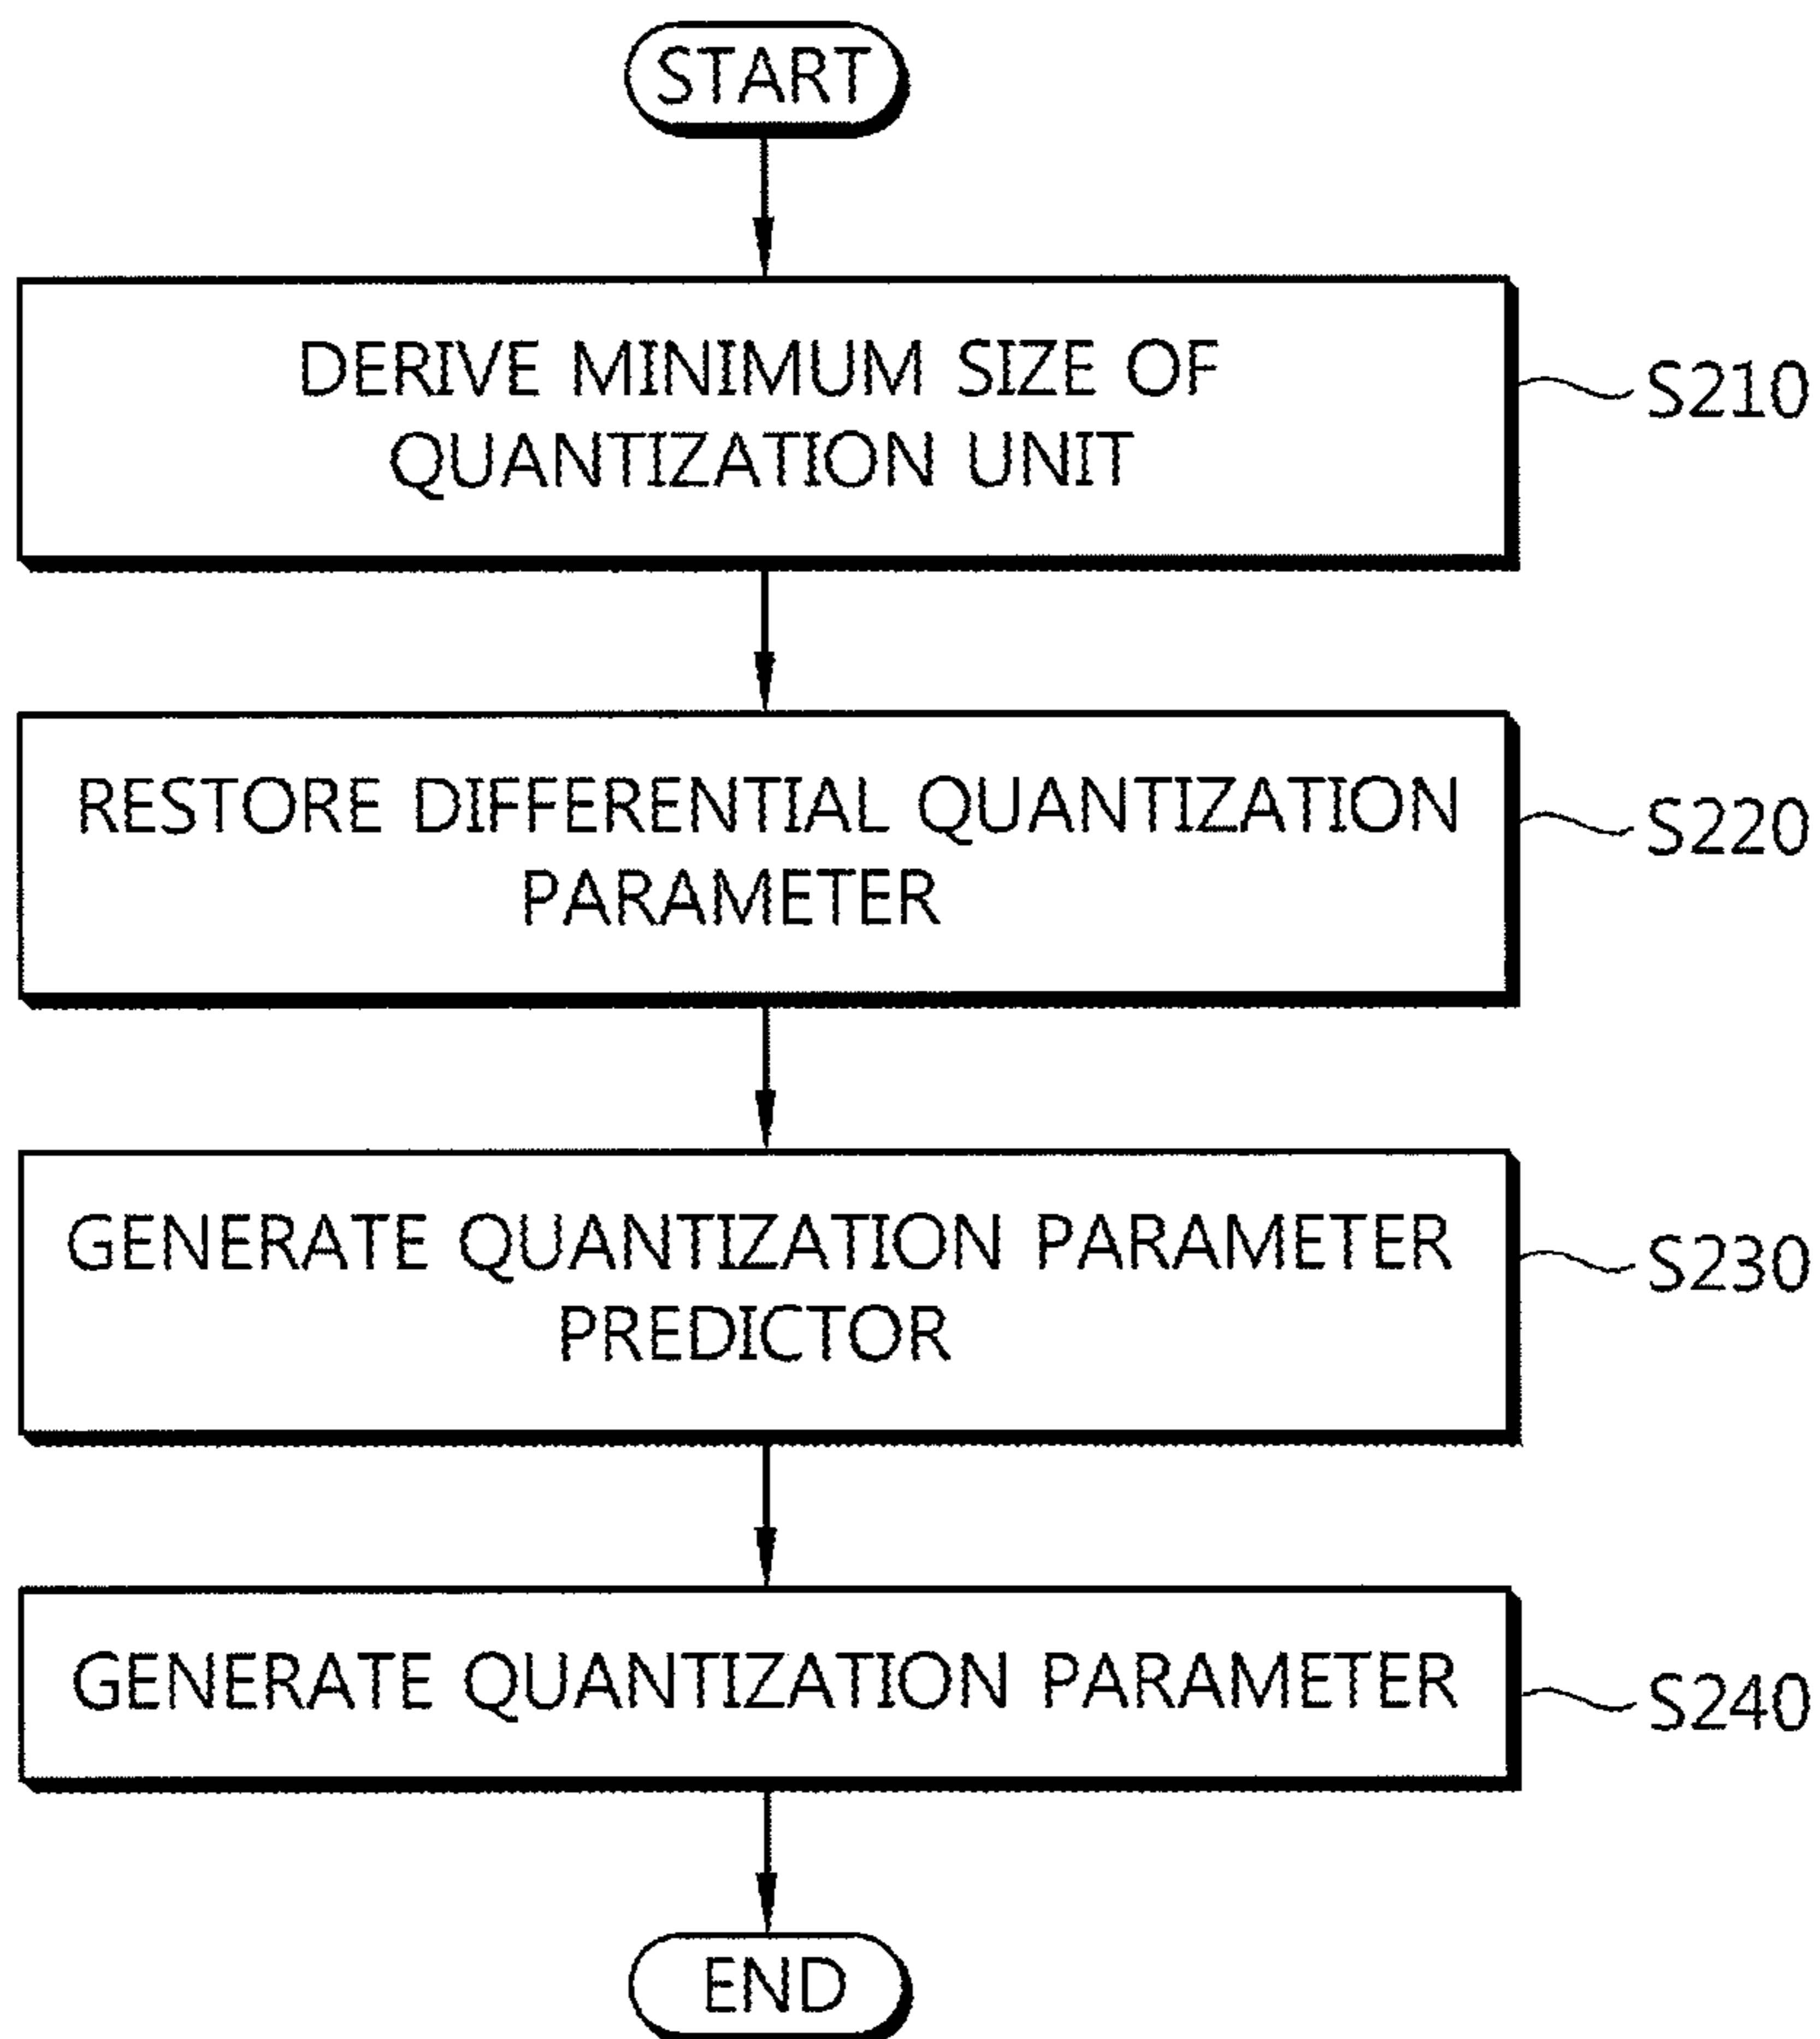 START
DERIVE MINIMUM SIZE OF
QUANTIZATION UNIT
S210
RESTORE DIFFERENTIAL QUANTIZATION
PARAMETER
S220
GENERATE QUANTIZATION PARAMETER
PREDICTOR
S230
GENERATE QUANTIZATION PARAMETER
S240
END